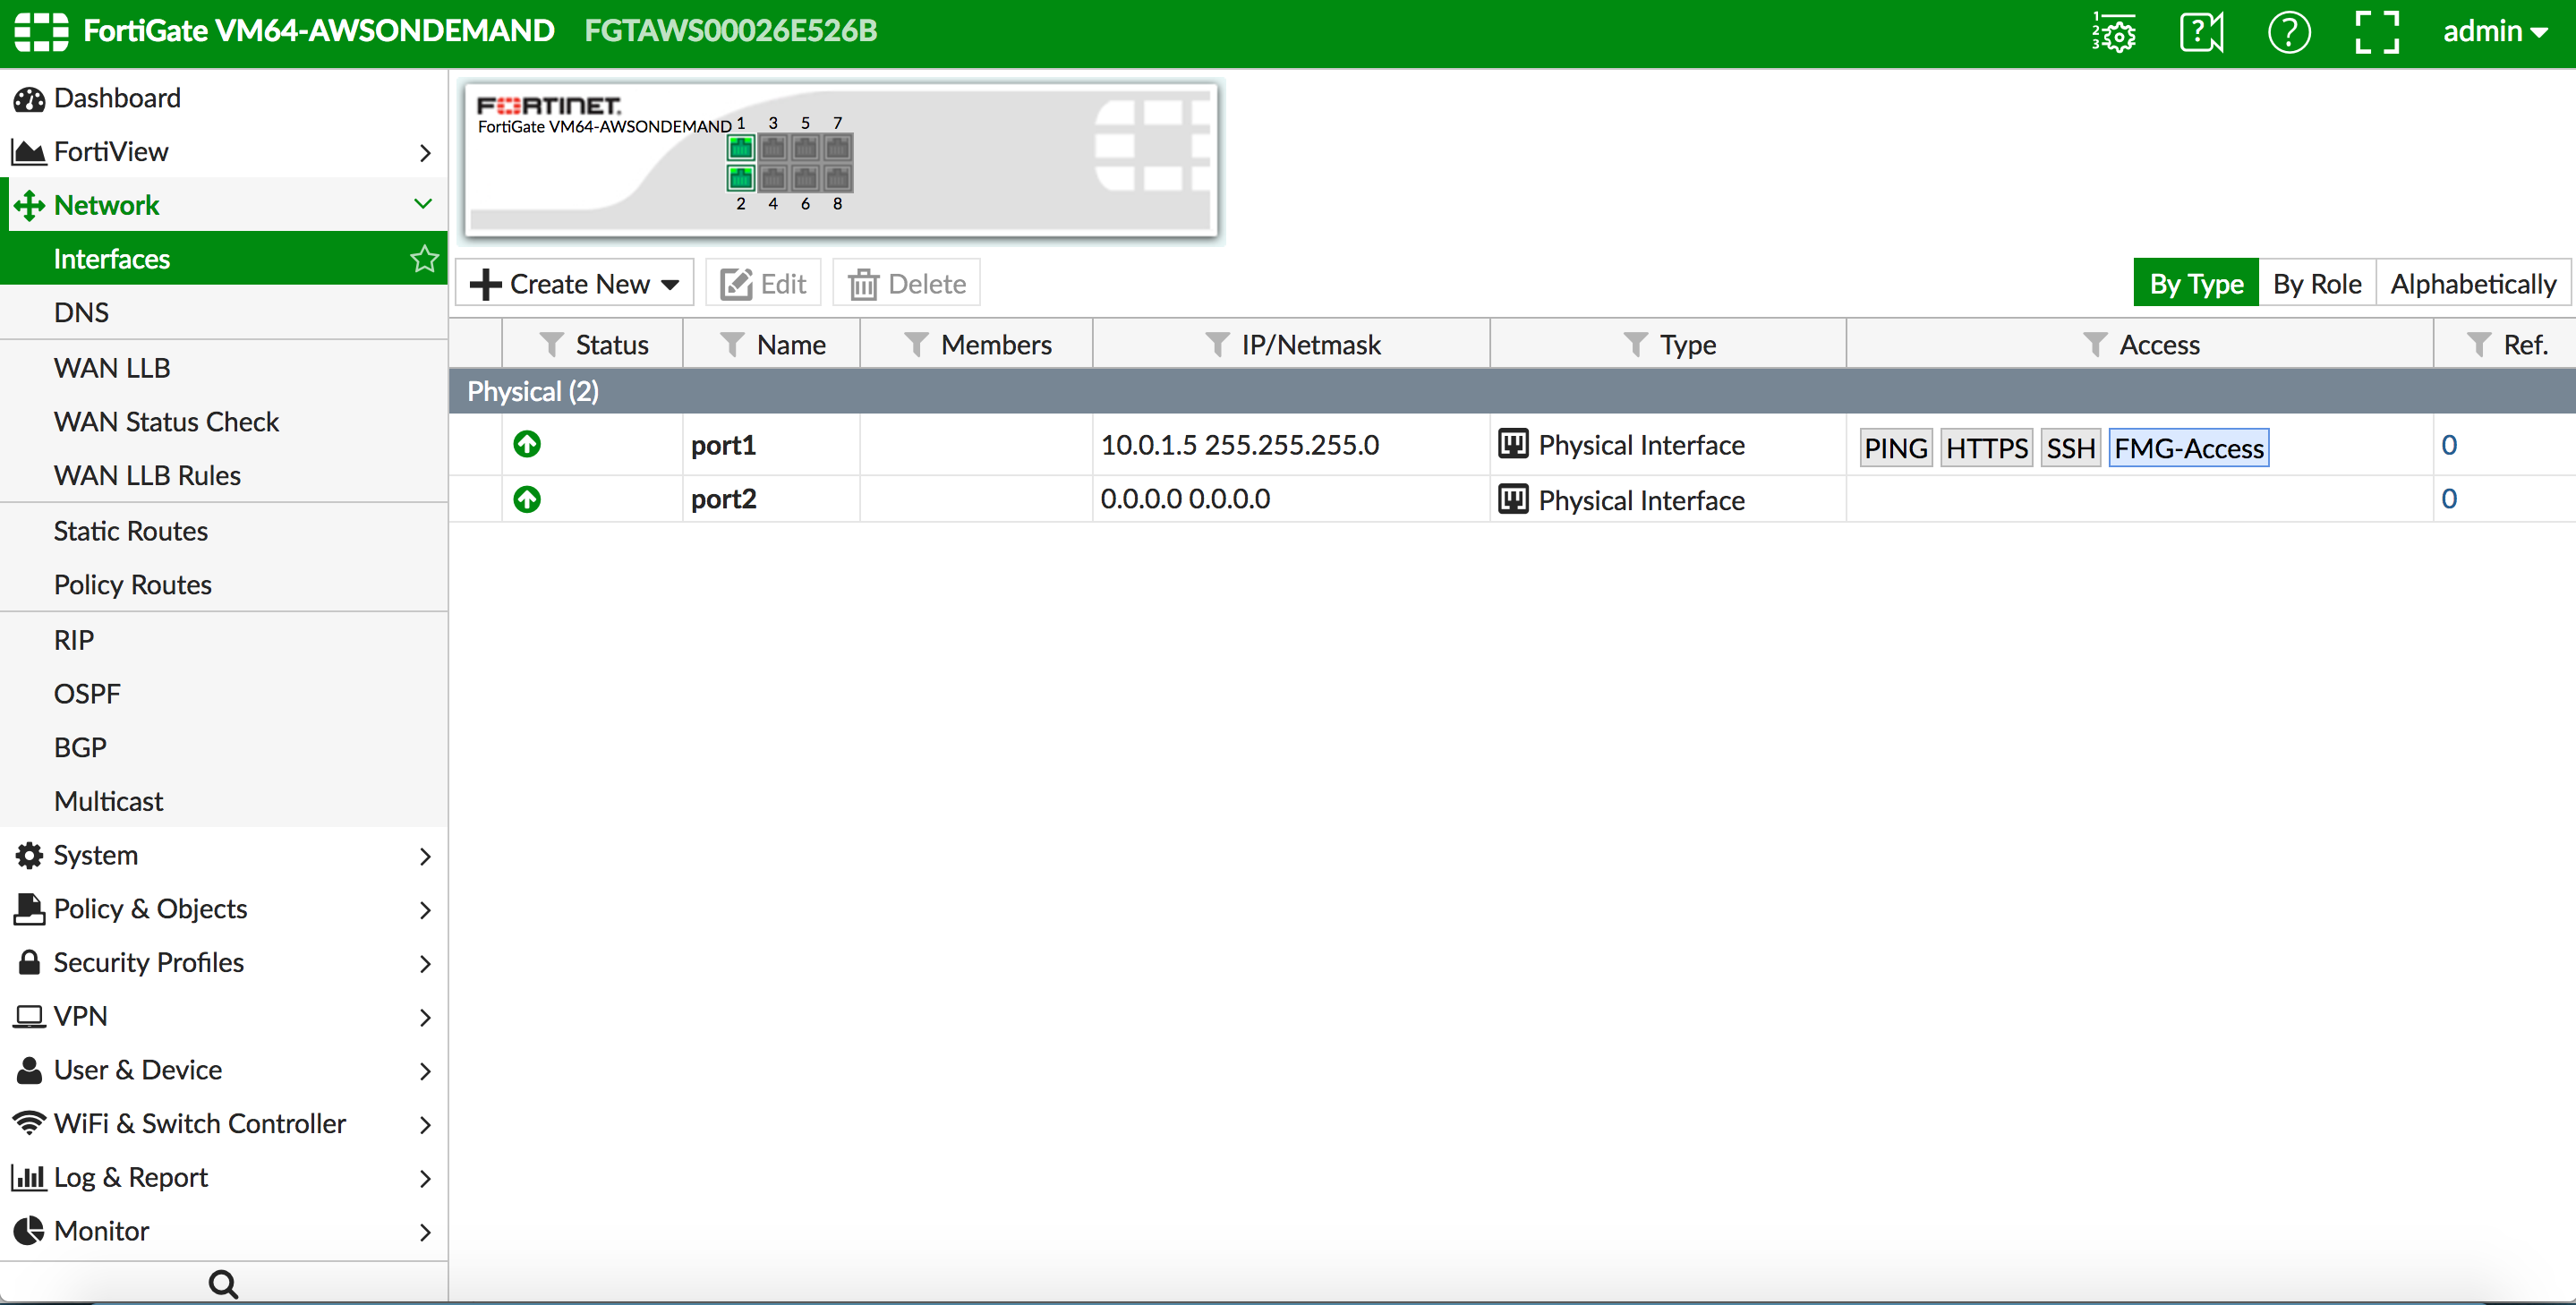 FortiGate VM64-AWSONDEMAND FGTAWS00026E526B
1 2 3
?
?
admin
Dashboard
FortiView
Network
Interfaces
DNS
WAN LLB
WAN Status Check
WAN LLB Rules
Static Routes
Policy Routes
RIP
OSPF
BGP
Multicast
System
Policy & Objects
Security Profiles
VPN
User & Device
WiFi & Switch Controller
Log & Report
Monitor
FORTINET
FortiGate VM64-AWSONDEMAND
1 3 5 7
2 4 6 8
Create New Edit Delete By Type By Role Alphabetically
Status Name Members IP/Netmask Type Access Ref.
Physical (2)
port1 10.0.1.5 255.255.255.0 Physical Interface PING HTTPS SSH FMG-Access 0
port2 0.0.0.0 0.0.0.0 Physical Interface 0